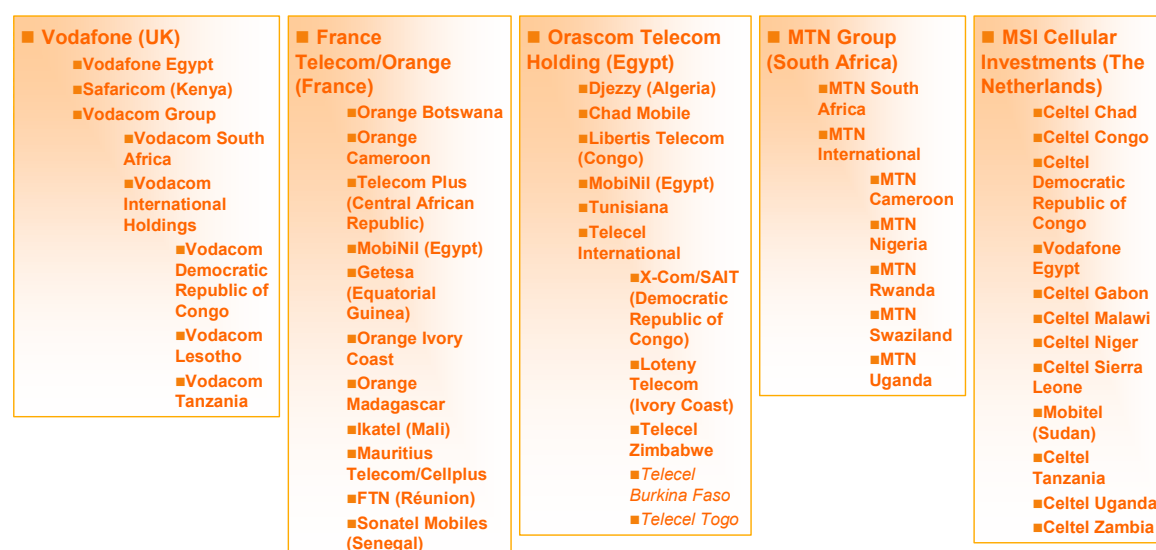 ■ Vodafone (UK)
■Vodafone Egypt
■Safaricom (Kenya)
■Vodacom Group
■Vodacom South
Africa
■Vodacom
International
Holdings
■Vodacom
Democratic
Republic of
Congo
■Vodacom
Lesotho
■Vodacom
Tanzania
■ France
Telecom/Orange
(France)
■Orange Botswana
■Orange
Cameroon
■Telecom Plus
(Central African
Republic)
■MobiNil (Egypt)
■Getesa
(Equatorial
Guinea)
■Orange Ivory
Coast
■Orange
Madagascar
■Ikatel (Mali)
■Mauritius
Telecom/Cellplus
■FTN (Réunion)
■Sonatel Mobiles
(Senegal)
■ Orascom Telecom
Holding (Egypt)
■Djezzy (Algeria)
■Chad Mobile
■Libertis Telecom
(Congo)
■MobiNil (Egypt)
■Tunisiana
■Telecel
International
■X-Com/SAIT
(Democratic
Republic of
Congo)
■Loteny
Telecom
(Ivory Coast)
■Telecel
Zimbabwe
■Telecel
Burkina Faso
■Telecel Togo
■ MTN Group
(South Africa)
■MTN South
Africa
■MTN
International
■MTN
Cameroon
■MTN
Nigeria
■MTN
Rwanda
■MTN
Swaziland
■MTN
Uganda
■ MSI Cellular
Investments (The
Netherlands)
■Celtel Chad
■Celtel Congo
■Celtel
Democratic
Republic of
Congo
■Vodafone
Egypt
■Celtel Gabon
■Celtel Malawi
■Celtel Niger
■Celtel Sierra
Leone
■Mobitel
(Sudan)
■Celtel
Tanzania
■Celtel Uganda
■Celtel Zambia